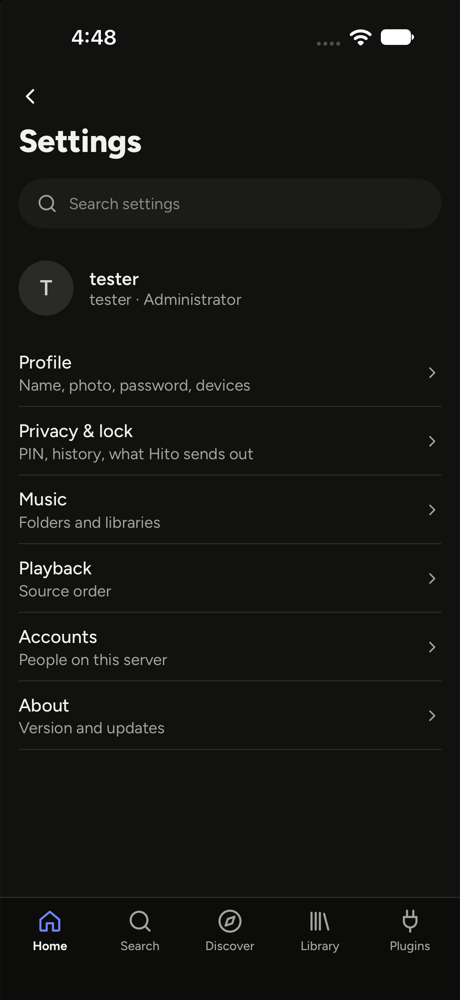 4:48
Settings
Search settings
T
tester
tester · Administrator
Profile
Name, photo, password, devices
Privacy & lock
PIN, history, what Hito sends out
Music
Folders and libraries
Playback
Source order
Accounts
People on this server
About
Version and updates
Home
Search
Discover
Library
Plugins